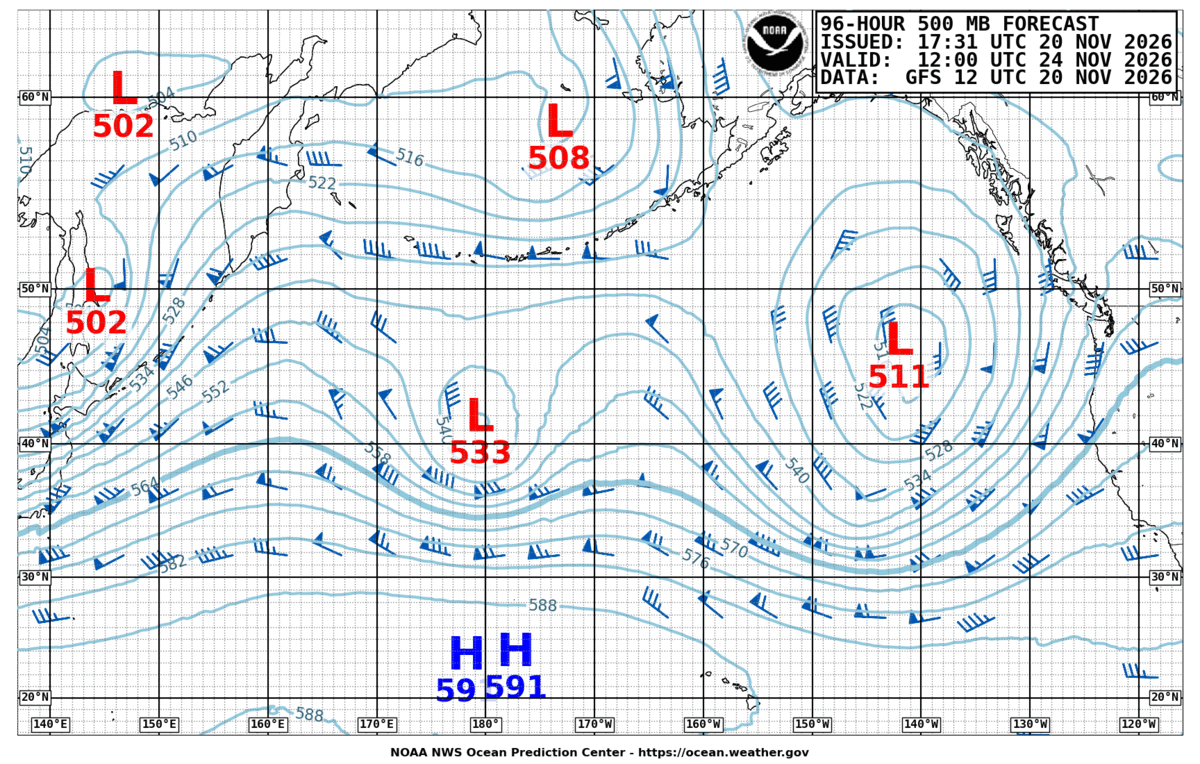 NOAA
96-HOUR 500 MB FORECAST
ISSUED: 17:31 UTC 20 NOV 2026
VALID: 12:00 UTC 24 NOV 2026
DATA: GFS 12 UTC 20 NOV 2026
60°N
60°N
L
502
504
510
510
516
522
L
508
50°N
50°N
L
502
504
528
534
546
552
L
511
522
528
534
540
L
533
540
558
40°N
40°N
564
570
576
582
30°N
30°N
588
H
59
H
591
588
20°N
20°N
140°E
150°E
160°E
170°E
180°
170°W
160°W
150°W
140°W
130°W
120°W
NOAA NWS Ocean Prediction Center - https://ocean.weather.gov